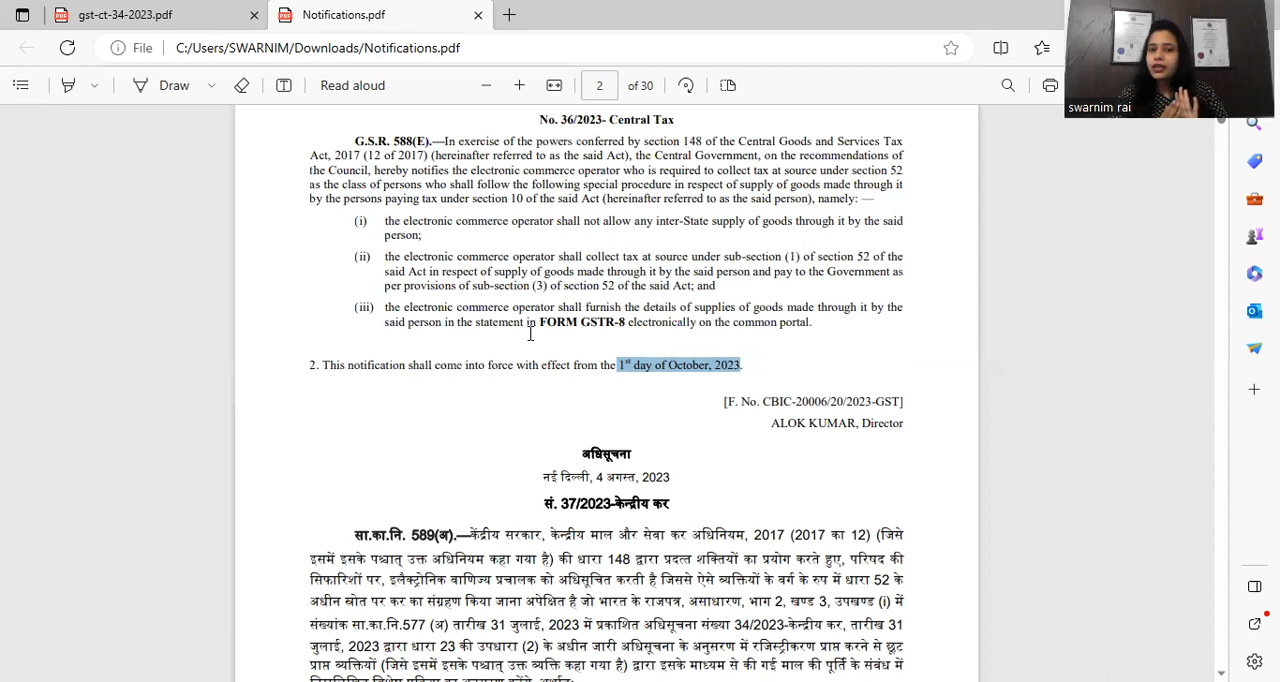 gst-ct-34-2023.pdf
Notifications.pdf
File
C:/Users/SWARNIM/Downloads/Notifications.pdf
Draw
Read aloud
2
of 30
swarnim rai
No. 36/2023- Central Tax
G.S.R. 588(E).—In exercise of the powers conferred by section 148 of the Central Goods and Services Tax
Act, 2017 (12 of 2017) (hereinafter referred to as the said Act), the Central Government, on the recommendations of
the Council, hereby notifies the electronic commerce operator who is required to collect tax at source under section 52
as the class of persons who shall follow the following special procedure in respect of supply of goods made through it
by the persons paying tax under section 10 of the said Act (hereinafter referred to as the said person), namely: —
(i) the electronic commerce operator shall not allow any inter-State supply of goods through it by the said
person;
(ii) the electronic commerce operator shall collect tax at source under sub-section (1) of section 52 of the
said Act in respect of supply of goods made through it by the said person and pay to the Government as
per provisions of sub-section (3) of section 52 of the said Act; and
(iii) the electronic commerce operator shall furnish the details of supplies of goods made through it by the
said person in the statement in FORM GSTR-8 electronically on the common portal.
2. This notification shall come into force with effect from the 1st day of October, 2023.
[F. No. CBIC-20006/20/2023-GST]
ALOK KUMAR, Director
अधिसूचना
नई दिल्ली, 4 अगस्त, 2023
सं. 37/2023-केन्द्रीय कर
सा.का.नि. 589(अ).—केंद्रीय सरकार, केन्द्रीय माल और सेवा कर अधिनियम, 2017 (2017 का 12) (जिसे
इसमें इसके पश्चात् उक्त अधिनियम कहा गया है) की धारा 148 द्वारा प्रदत्त शक्तियों का प्रयोग करते हुए, परिषद की
सिफारिशों पर, इलैक्ट्रोनिक वाणिज्य प्रचालक को अधिसूचित करती है जिससे ऐसे व्यक्तियों के वर्ग के रुप में धारा 52 के
अधीन स्रोत पर कर का संग्रहण किया जाना अपेक्षित है जो भारत के राजपत्र, असाधारण, भाग 2, खण्ड 3, उपखण्ड (i) में
संख्यांक सा.का.नि.577 (अ) तारीख 31 जुलाई, 2023 में प्रकाशित अधिसूचना संख्या 34/2023-केन्द्रीय कर, तारीख 31
जुलाई, 2023 द्वारा धारा 23 की उपधारा (2) के अधीन जारी अधिसूचना के अनुसरण में रजिस्ट्रीकरण प्राप्त करने से छूट
प्राप्त व्यक्तियों (जिसे इसमें इसके पश्चात् उक्त व्यक्ति कहा गया है) द्वारा इसके माध्यम से की गई माल की पूर्ति के संबंध में